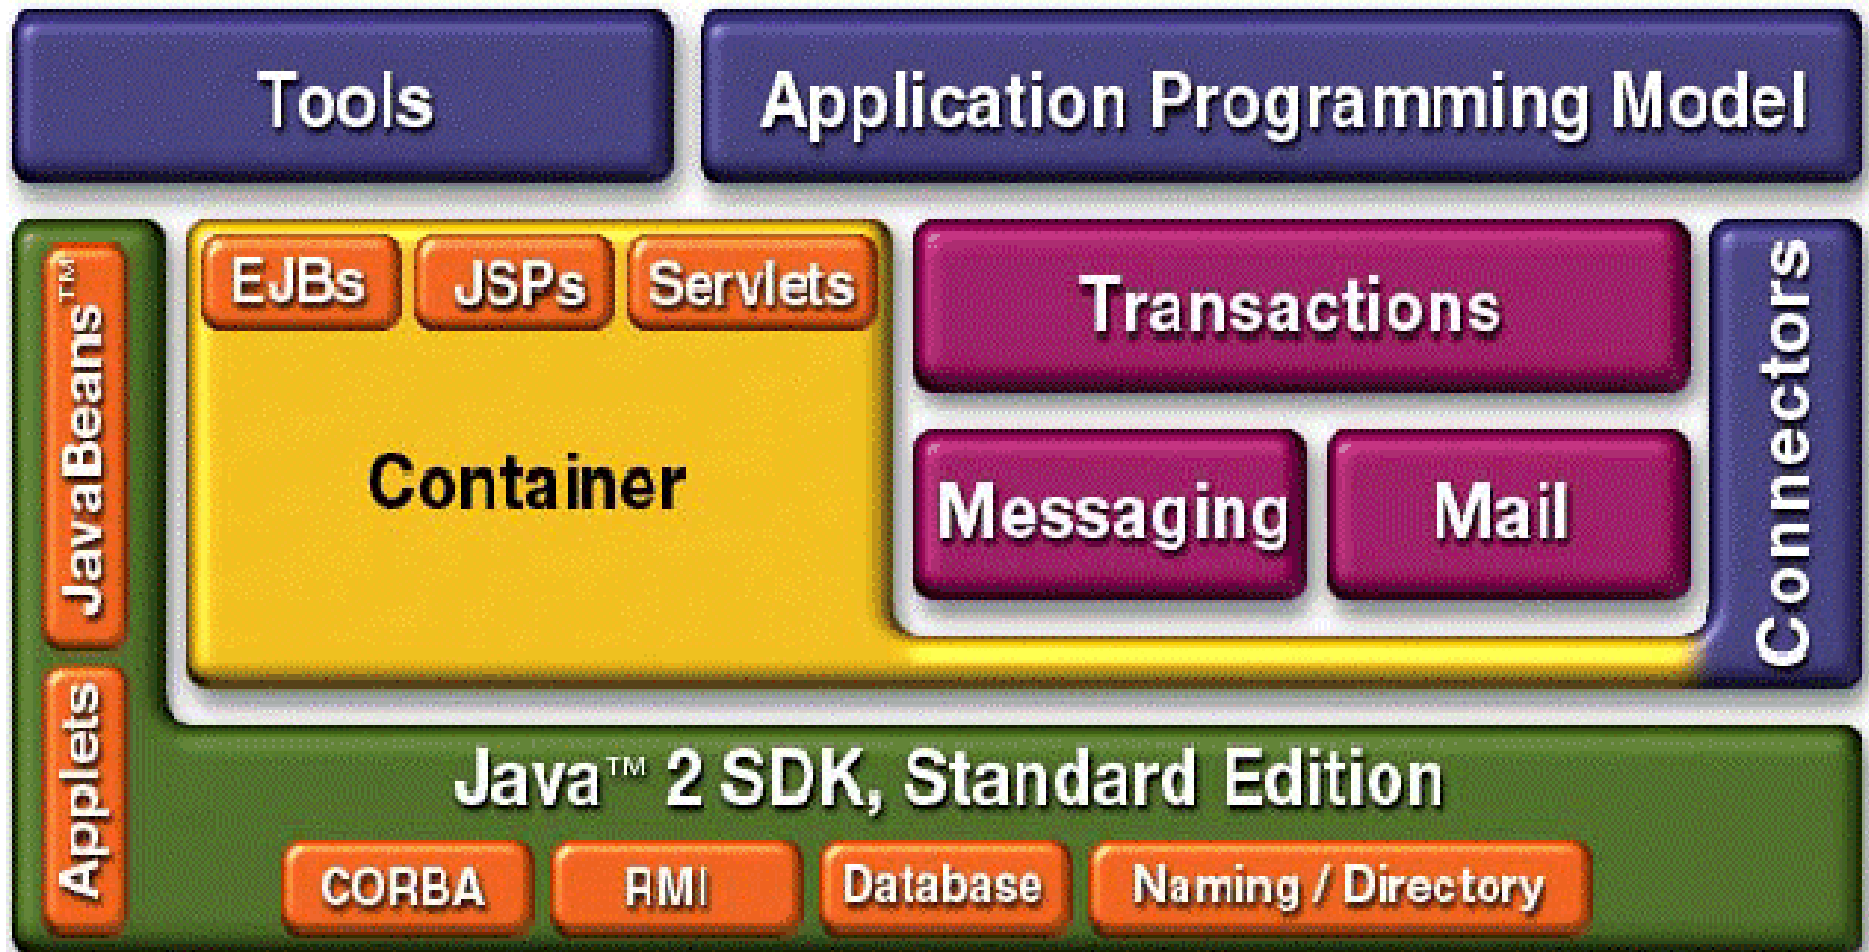 Tools
Application Programming Model
JavaBeans™
Applets
EJBs
JSPs
Servlets
Container
Transactions
Messaging
Mail
Connectors
Java™ 2 SDK, Standard Edition
CORBA
RMI
Database
Naming / Directory